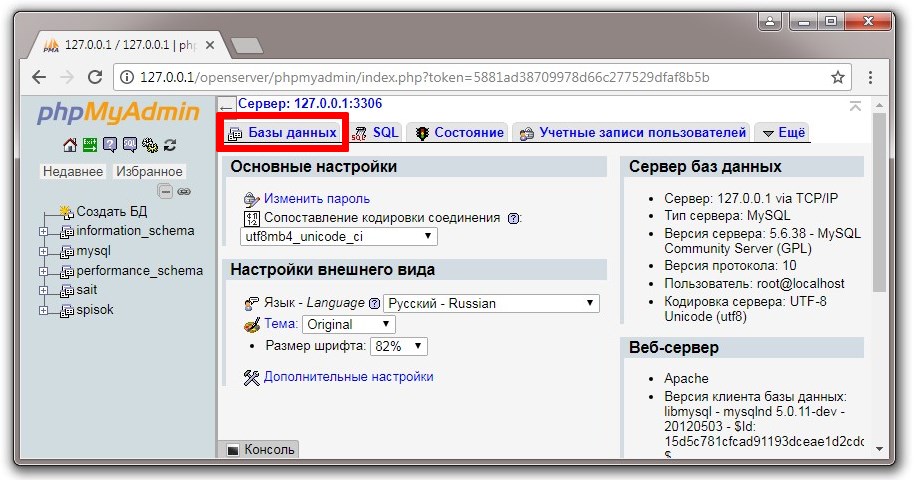 127.0.0.1 / 127.0.0.1 | php
127.0.0.1/openserver/phpmyadmin/index.php?token=5881ad38709978d66c277529dfaf8b5b
phpMyAdmin
Недавнее Избранное
Создать БД
information_schema
mysql
performance_schema
sait
spisok
Сервер: 127.0.0.1:3306
Базы данных SQL Состояние Учетные записи пользователей Ещё
Основные настройки
Изменить пароль
Сопоставление кодировки соединения :
utf8mb4_unicode_ci
Настройки внешнего вида
Язык - Language Русский - Russian
Тема: Original
Размер шрифта: 82%
Дополнительные настройки
Сервер баз данных
Сервер: 127.0.0.1 via TCP/IP
Тип сервера: MySQL
Версия сервера: 5.6.38 - MySQL
Community Server (GPL)
Версия протокола: 10
Пользователь: root@localhost
Кодировка сервера: UTF-8
Unicode (utf8)
Веб-сервер
Apache
Версия клиента базы данных:
libmysql - mysqlnd 5.0.11-dev -
20120503 - $Id:
15d5c781cfcad91193dceae1d2cdd
$
Консоль